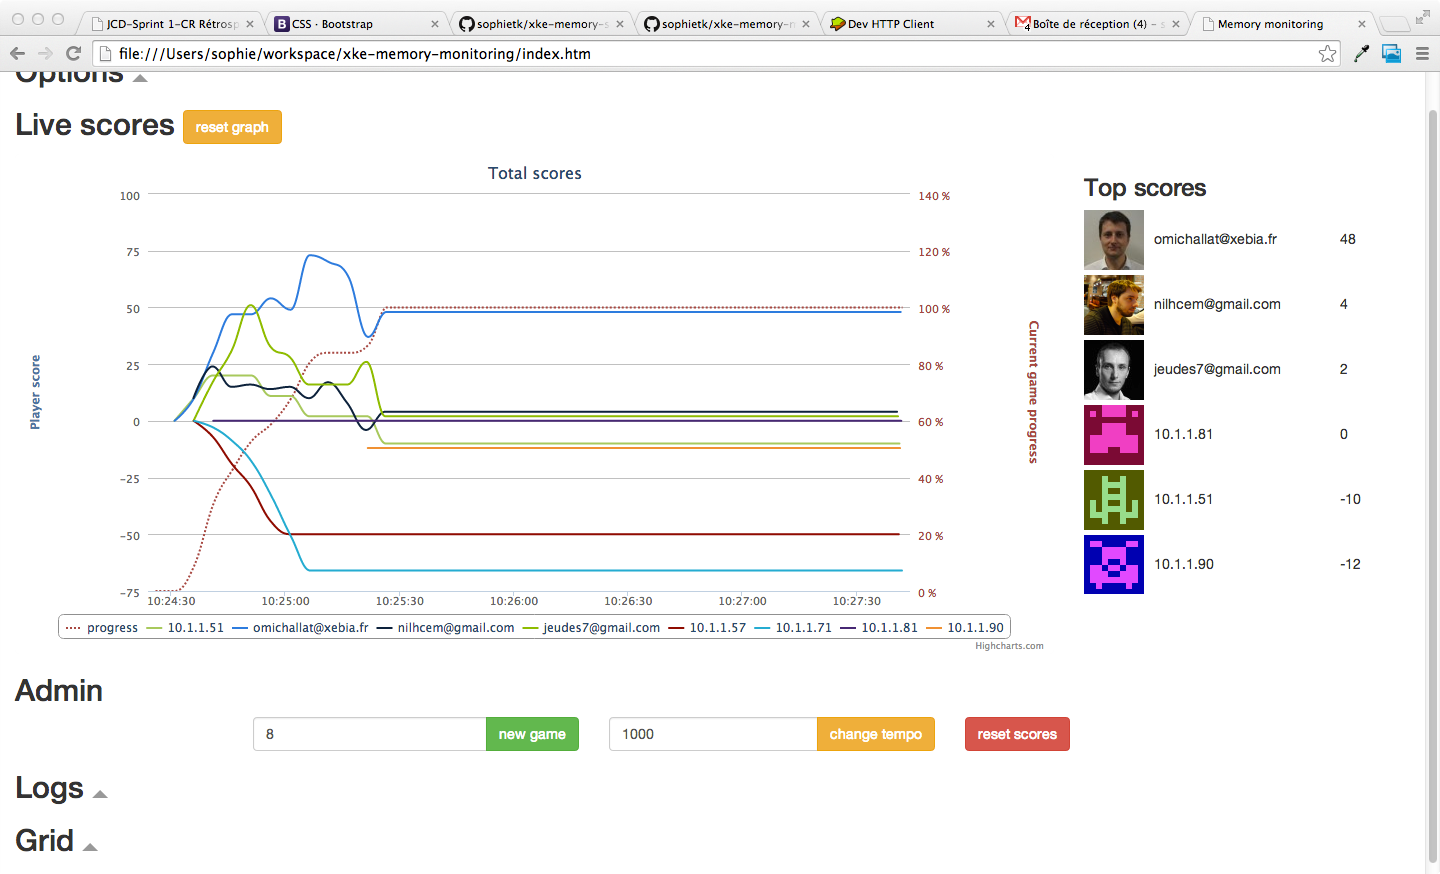 JCD-Sprint 1-CR Rétrosp
CSS · Bootstrap
sophietk/xke-memory-s
sophietk/xke-memory-m
Dev HTTP Client
Boîte de réception (4) – s
Memory monitoring
file:///Users/sophie/workspace/xke-memory-monitoring/index.htm
Options
Live scores reset graph
Total scores
100
75
50
25
0
−25
−50
−75
Player score
140 %
120 %
100 %
80 %
60 %
40 %
20 %
0 %
Current game progress
10:24:30 10:25:00 10:25:30 10:26:00 10:26:30 10:27:00 10:27:30
progress 10.1.1.51 omichallat@xebia.fr nilhcem@gmail.com jeudes7@gmail.com 10.1.1.57 10.1.1.71 10.1.1.81 10.1.1.90
Highcharts.com
Top scores
omichallat@xebia.fr 48
nilhcem@gmail.com 4
jeudes7@gmail.com 2
10.1.1.81 0
10.1.1.51 -10
10.1.1.90 -12
Admin
8 new game 1000 change tempo reset scores
Logs
Grid